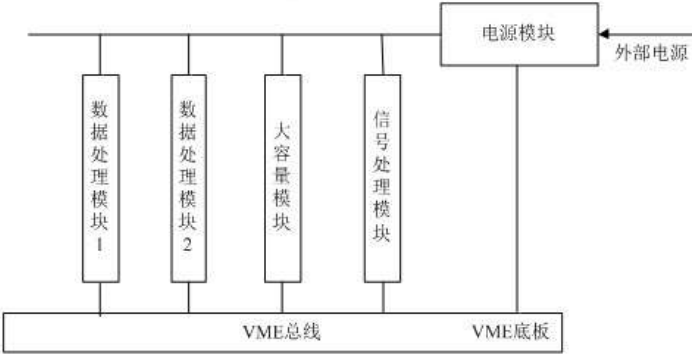 电源模块
外部电源
数据处理模块1
数据处理模块2
大容量模块
信号处理模块
VME总线
VME底板